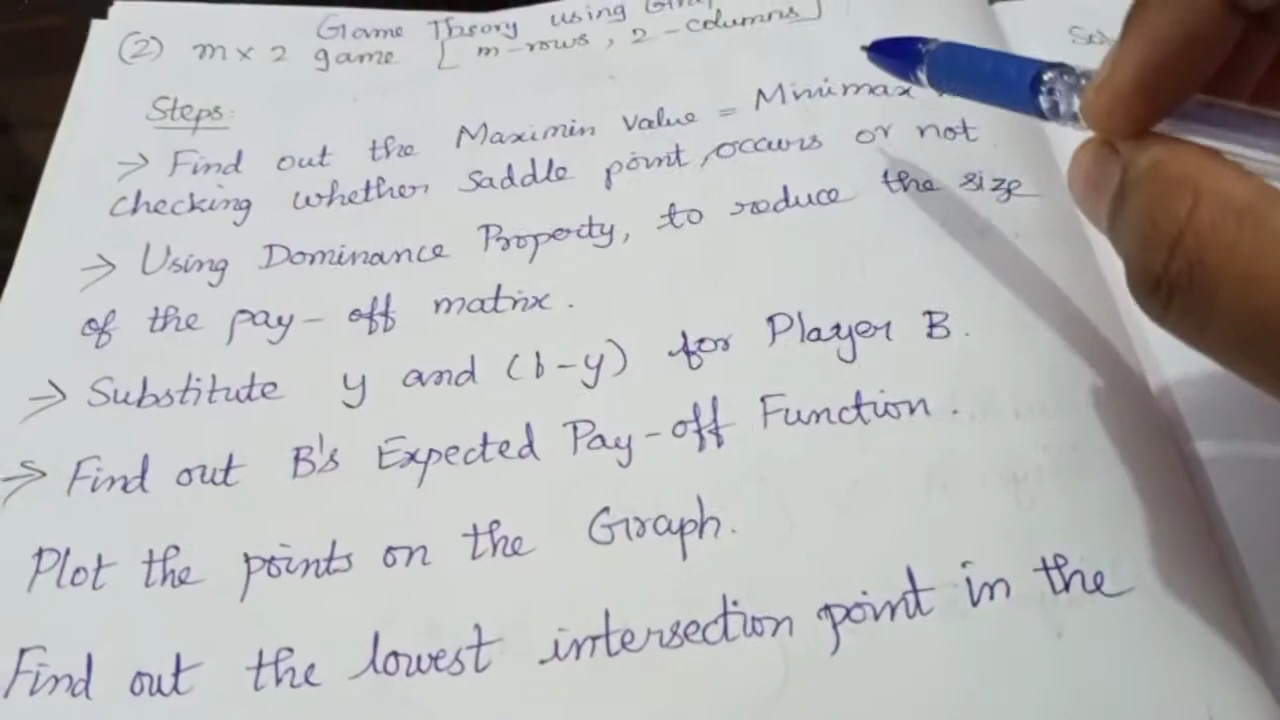 Game Theory using
(2) m x 2 game [m-rows, 2-columns]
Steps:
→ Find out the Maximin Value = Minimax
checking whether Saddle point, occurs or not
→ Using Dominance Property, to reduce the size
of the pay-off matrix.
→ Substitute y and (1-y) for Player B.
→ Find out B's Expected Pay-off Function.
Plot the points on the Graph.
Find out the lowest intersection point in the